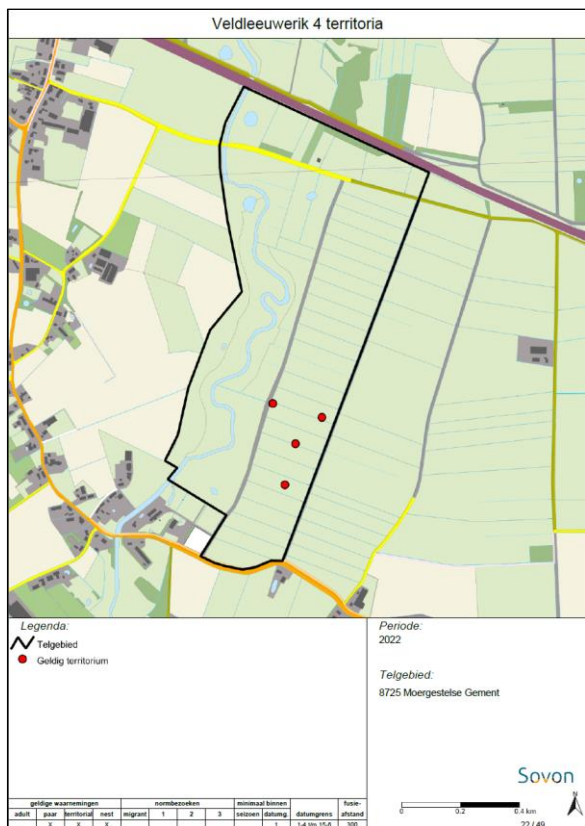 Veldleeuwerik 4 territoria
Legenda:
Telgebied
Geldig territorium
Periode:
2022
Telgebied:
8725 Moergestelse Gement
Sovon
N
0 0.2 0.4 km
22 / 49
geldige waarnemingen normbezoeken minimaal binnen fusie-
adult paar territorial nest migrant 1 2 3 seizoen datumg. datumgrens afstand
X X X 1 1-4 t/m 15-6 300